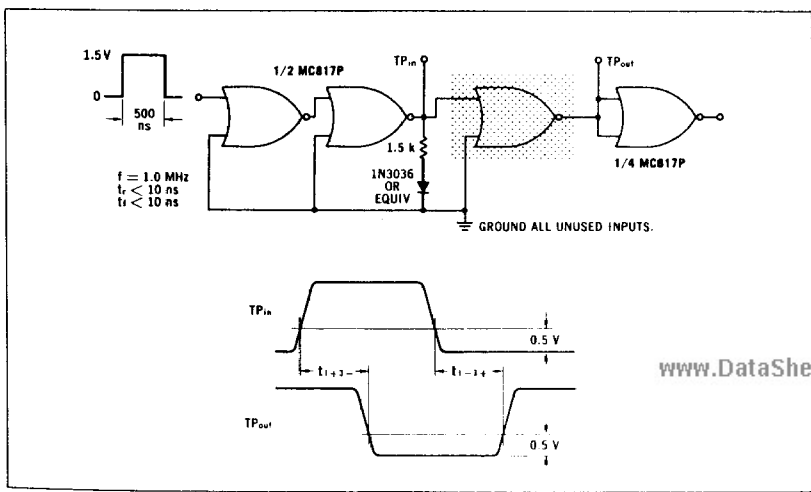 1.5 V
0
500
ns
1/2 MC817P
TPin
TPout
1.5 k
1N3036
OR
EQUIV
1/4 MC817P
f = 1.0 MHz
tr < 10 ns
tf < 10 ns
GROUND ALL UNUSED INPUTS.
TPin
0.5 V
t1+3–
t1–3+
TPout
0.5 V
www.DataShe